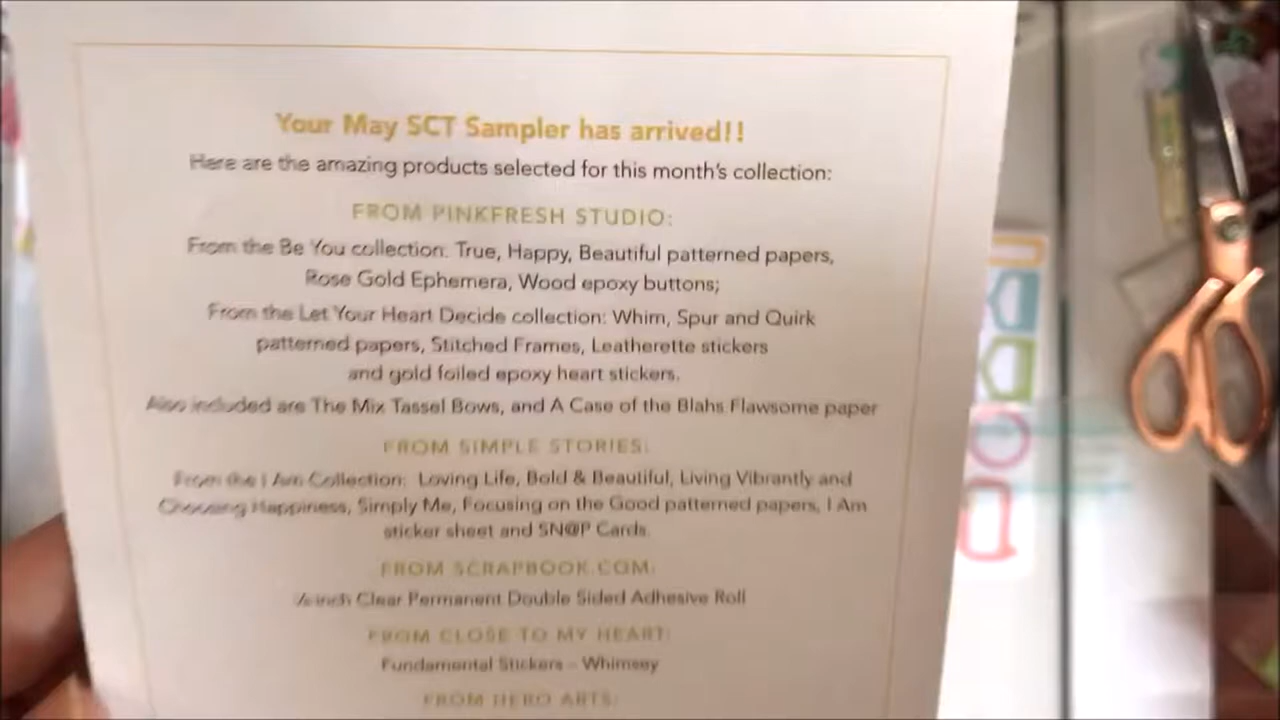 Your May SCT Sampler has arrived!!
Here are the amazing products selected for this month's collection:
FROM PINKFRESH STUDIO:
From the Be You collection: True, Happy, Beautiful patterned papers,
Rose Gold Ephemera, Wood epoxy buttons;
From the Let Your Heart Decide collection: Whim, Spur and Quirk
patterned papers, Stitched Frames, Leatherette stickers
and gold foiled epoxy heart stickers.
Also included are The Mix Tassel Bows, and A Case of the Blahs Flawsome paper
FROM SIMPLE STORIES:
From the I Am Collection: Loving Life, Bold & Beautiful, Living Vibrantly and
Choosing Happiness, Simply Me, Focusing on the Good patterned papers, I Am
sticker sheet and SN@P Cards.
FROM SCRAPBOOK.COM:
inch Clear Permanent Double Sided Adhesive Roll
FROM CLOSE TO MY HEART:
Fundamental Stickers - Whimsey
FROM HERO ARTS: